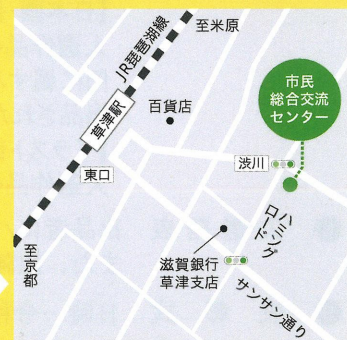 至米原
JR琵琶湖線
草津駅
百貨店
市民
総合交流
センター
渋川
東口
ハミング
ロード
至京都
滋賀銀行
草津支店
サンサン通り